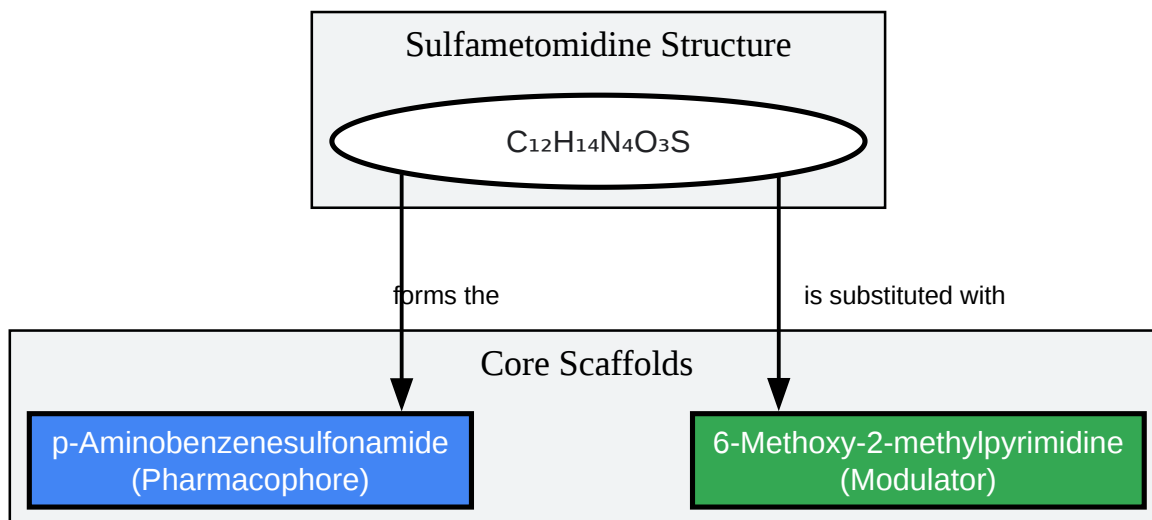 Sulfametomidine Structure
C₁₂H₁₄N₄O₃S
forms the
is substituted with
Core Scaffolds
p-Aminobenzenesulfonamide
(Pharmacophore)
6-Methoxy-2-methylpyrimidine
(Modulator)